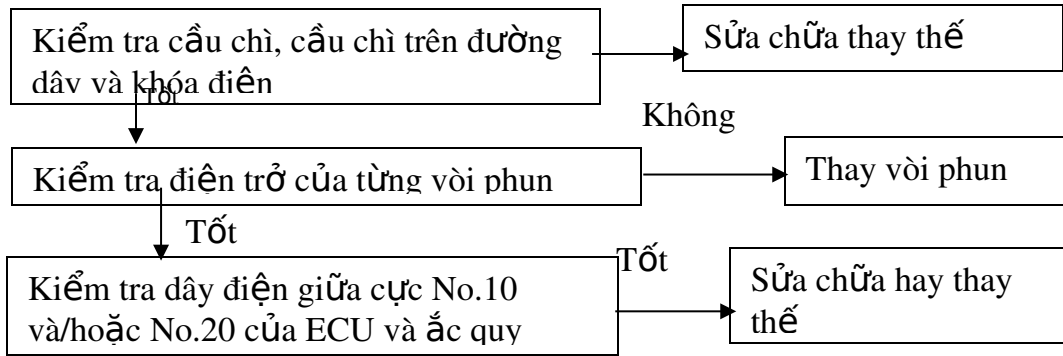 Kiểm tra cầu chì, cầu chì trên đường
dây và khóa điện
Sửa chữa thay thế
Tốt
Không
Kiểm tra điện trở của từng vòi phun
Thay vòi phun
Tốt
Tốt
Kiểm tra dây điện giữa cực No.10
và/hoặc No.20 của ECU và ắc quy
Sửa chữa hay thay
thế